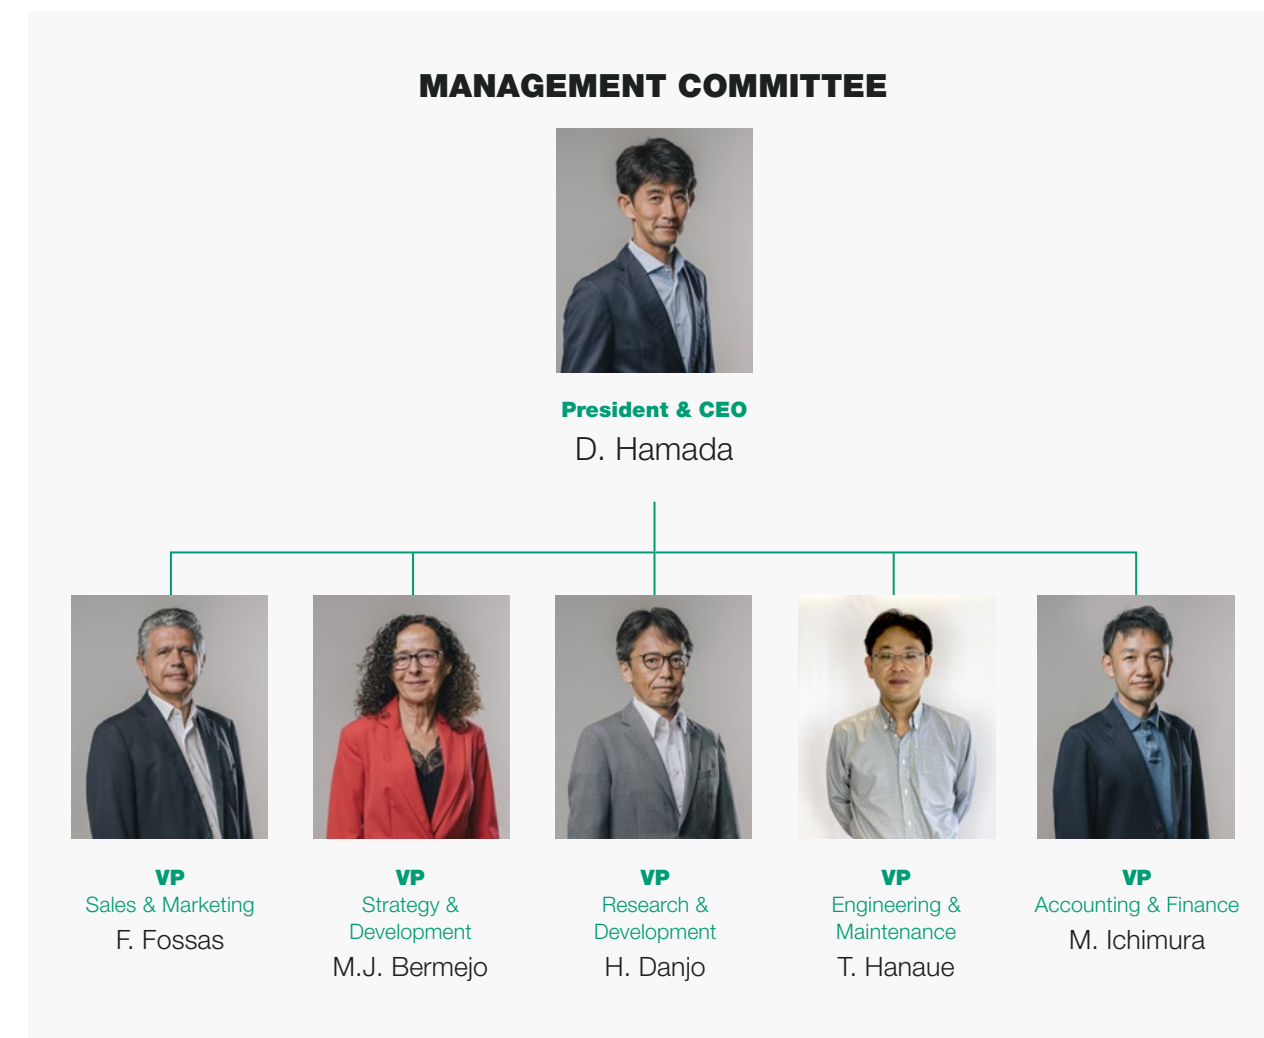 MANAGEMENT COMMITTEE
President & CEO
D. Hamada
VP
Sales & Marketing
F. Fossas
VP
Strategy &
Development
M.J. Bermejo
VP
Research &
Development
H. Danjo
VP
Engineering &
Maintenance
T. Hanaue
VP
Accounting & Finance
M. Ichimura